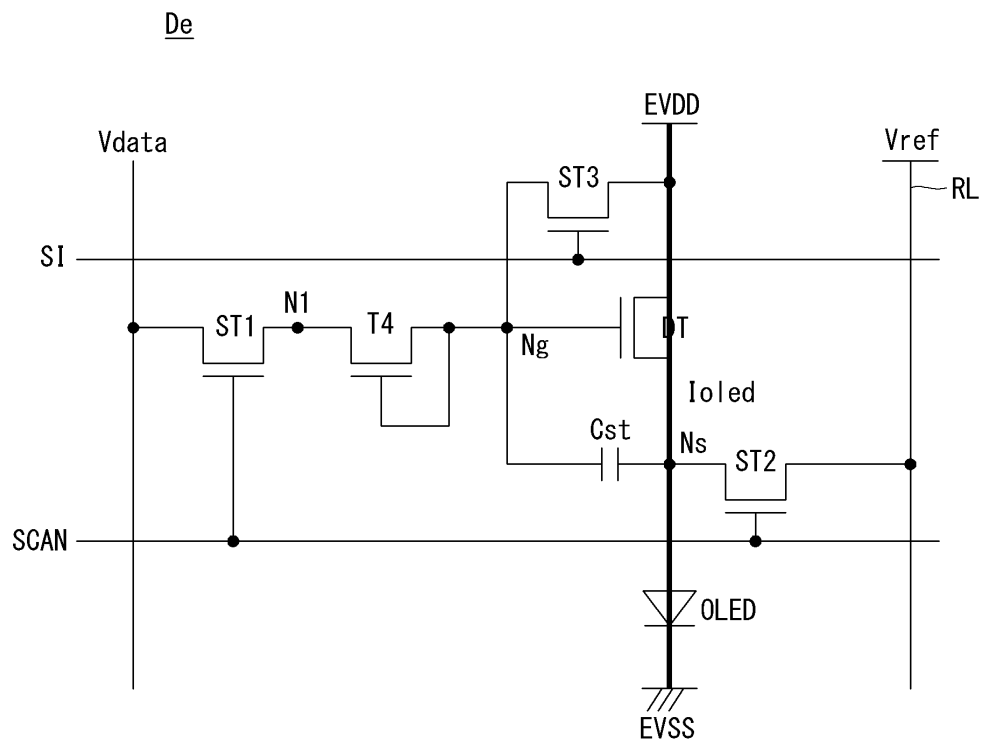 De
EVDD
Vdata
Vref
ST3
RL
SI
N1
ST1
T4
DT
Ng
Ioled
Cst
Ns
ST2
SCAN
OLED
EVSS